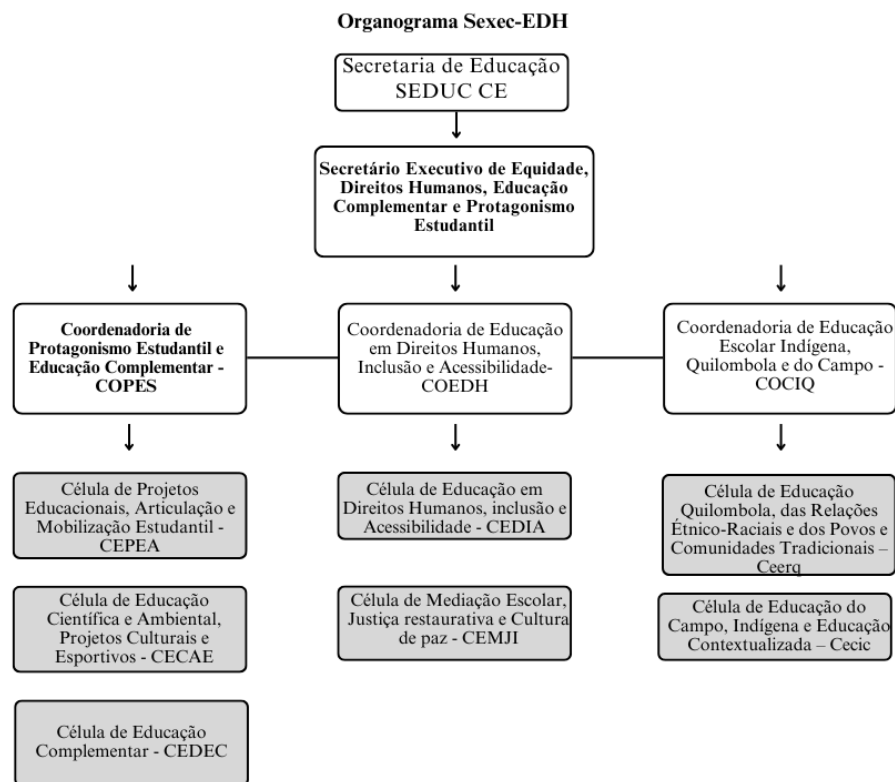 Organograma Sexec-EDH
Secretaria de Educação
SEDUC CE
Secretário Executivo de Equidade,
Direitos Humanos, Educação
Complementar e Protagonismo
Estudantil
Coordenadoria de
Protagonismo Estudantil e
Educação Complementar -
COPES
Coordenadoria de Educação
em Direitos Humanos,
Inclusão e Acessibilidade-
COEDH
Coordenadoria de Educação
Escolar Indígena,
Quilombola e do Campo -
COCIQ
Célula de Projetos
Educacionais, Articulação e
Mobilização Estudantil -
CEPEA
Célula de Educação em
Direitos Humanos, inclusão e
Acessibilidade - CEDIA
Célula de Educação
Quilombola, das Relações
Étnico-Raciais e dos Povos e
Comunidades Tradicionais –
Ceerq
Célula de Educação
Científica e Ambiental,
Projetos Culturais e
Esportivos - CECAE
Célula de Mediação Escolar,
Justiça restaurativa e Cultura
de paz - CEMJI
Célula de Educação do
Campo, Indígena e Educação
Contextualizada – Cecic
Célula de Educação
Complementar - CEDEC